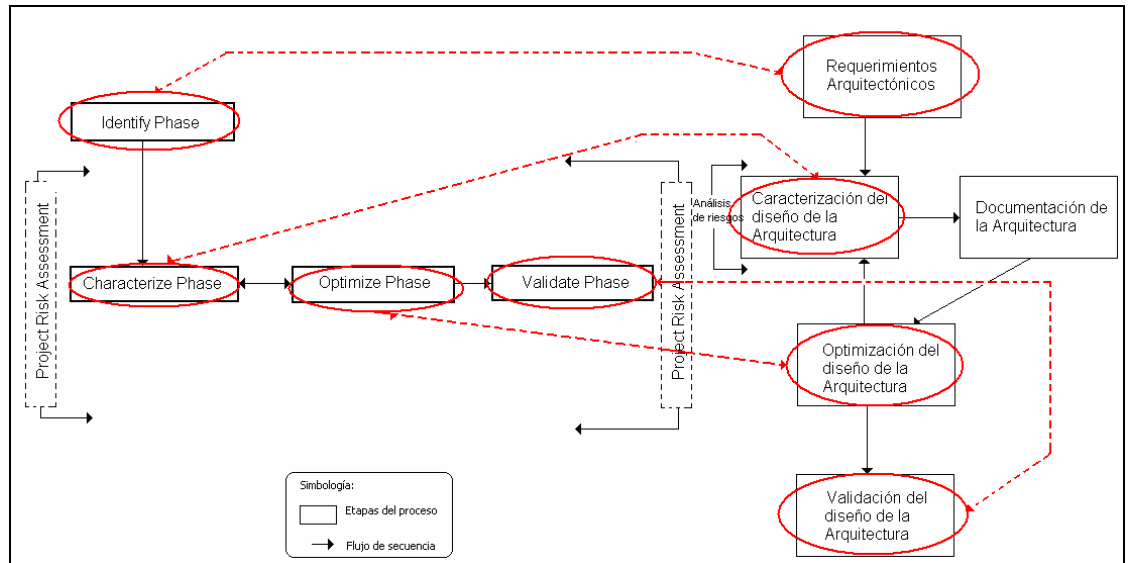 Identify Phase
Project Risk Assessment
Characterize Phase
Optimize Phase
Validate Phase
Project Risk Assessment
Requerimientos
Arquitectónicos
Análisis
de riesgos
Caracterización del
diseño de la
Arquitectura
Documentación de
la Arquitectura
Optimización del
diseño de la
Arquitectura
Validación del
diseño de la
Arquitectura
Simbología:
Etapas del proceso
Flujo de secuencia